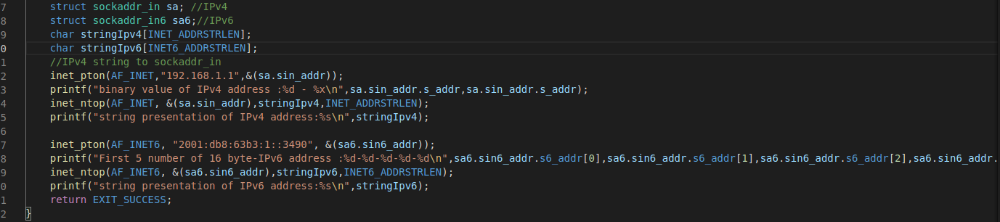 7 struct sockaddr_in sa; //IPv4
8 struct sockaddr_in6 sa6;//IPv6
9 char stringIpv4[INET_ADDRSTRLEN];
0 char stringIpv6[INET6_ADDRSTRLEN];
1 //IPv4 string to sockaddr_in
2 inet_pton(AF_INET,"192.168.1.1",&(sa.sin_addr));
3 printf("binary value of IPv4 address :%d - %x\n",sa.sin_addr.s_addr,sa.sin_addr.s_addr);
4 inet_ntop(AF_INET, &(sa.sin_addr),stringIpv4,INET_ADDRSTRLEN);
5 printf("string presentation of IPv4 address:%s\n",stringIpv4);
6
7 inet_pton(AF_INET6, "2001:db8:63b3:1::3490", &(sa6.sin6_addr));
8 printf("First 5 number of 16 byte-IPv6 address :%d-%d-%d-%d-%d\n",sa6.sin6_addr.s6_addr[0],sa6.sin6_addr.s6_addr[1],sa6.sin6_addr.s6_addr[2],sa6.sin6_addr.
9 inet_ntop(AF_INET6, &(sa6.sin6_addr),stringIpv6,INET6_ADDRSTRLEN);
0 printf("string presentation of IPv6 address:%s\n",stringIpv6);
1 return EXIT_SUCCESS;
2 }